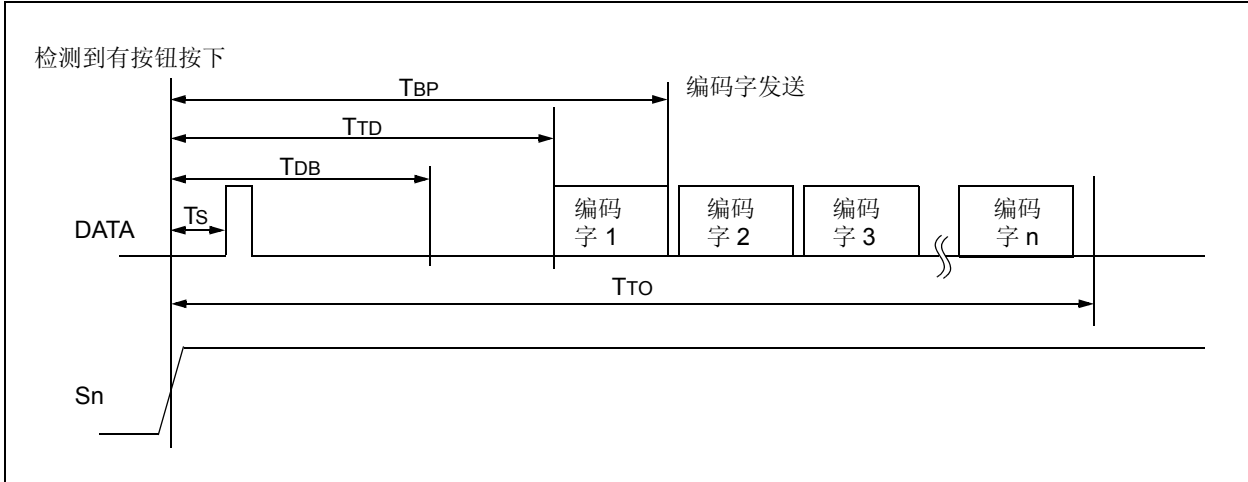 检测到有按钮按下
TBP
编码字发送
TTD
TDB
TS
DATA
编码
字 1
编码
字 2
编码
字 3
编码
字 n
TTO
Sn